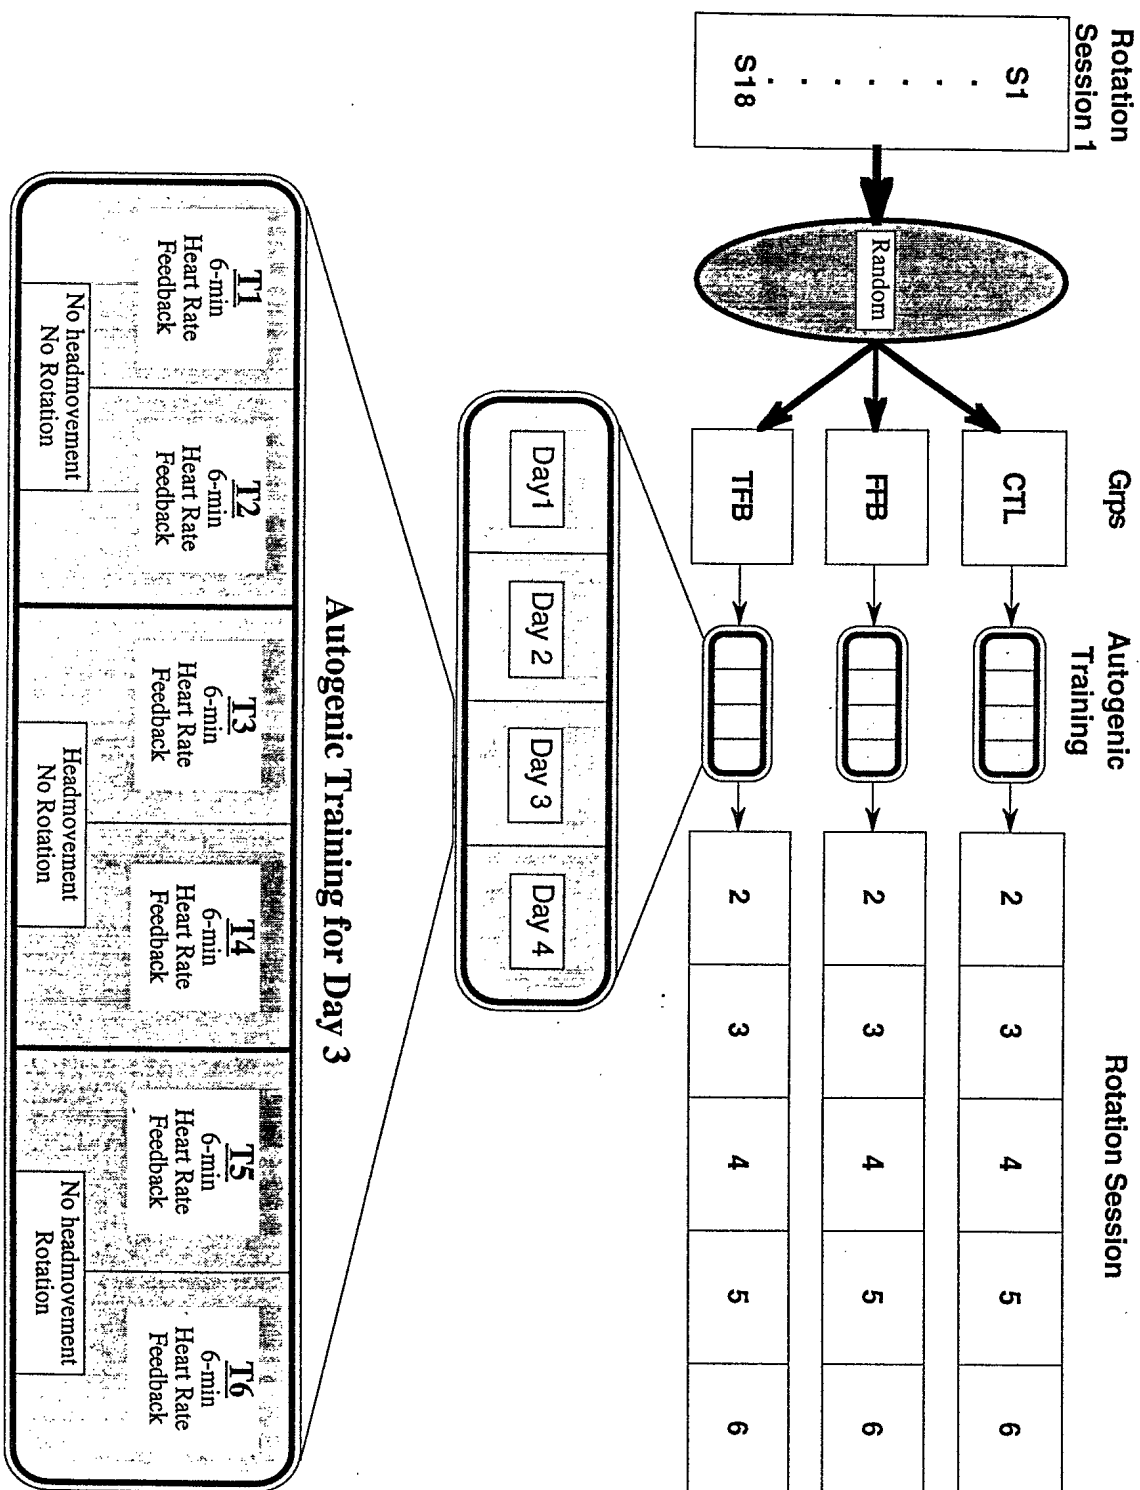 Rotation
Session 1
Grps
Autogenic
Training
Rotation Session
S1
.......
S18
Random
CTL
FFB
TFB
2 3 4 5 6
2 3 4 5 6
2 3 4 5 6
Day1
Day 2
Day 3
Day 4
Autogenic Training for Day 3
T1
6-min
Heart Rate
Feedback
T2
6-min
Heart Rate
Feedback
No headmovement
No Rotation
T3
6-min
Heart Rate
Feedback
T4
6-min
Heart Rate
Feedback
Headmovement
No Rotation
T5
6-min
Heart Rate
Feedback
T6
6-min
Heart Rate
Feedback
No headmovement
Rotation